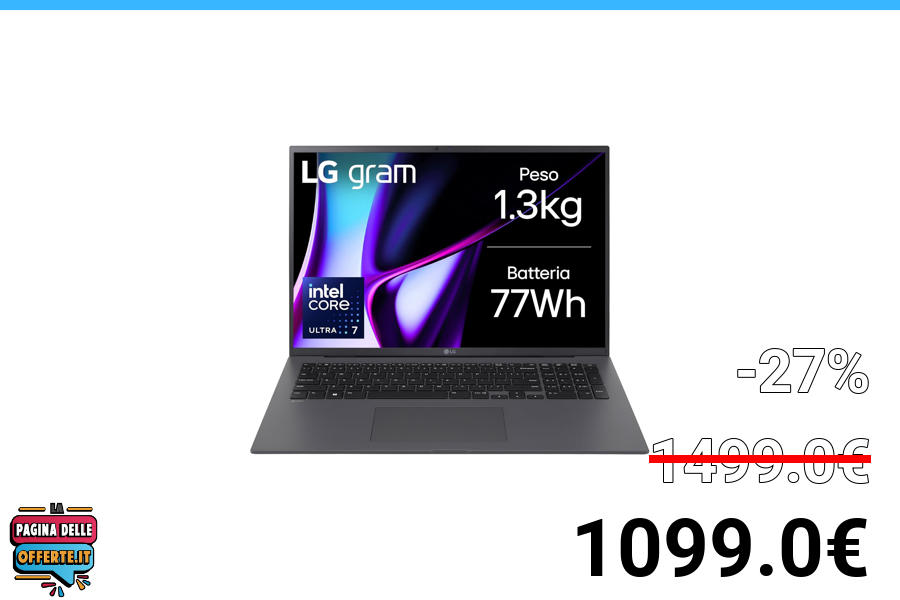 LG gram
Peso
1.3kg
Batteria
77Wh
intel
CORE
ULTRA 7
LG
-27%
1499.0€
1099.0€
LA
PAGINA DELLE
OFFERTE.IT